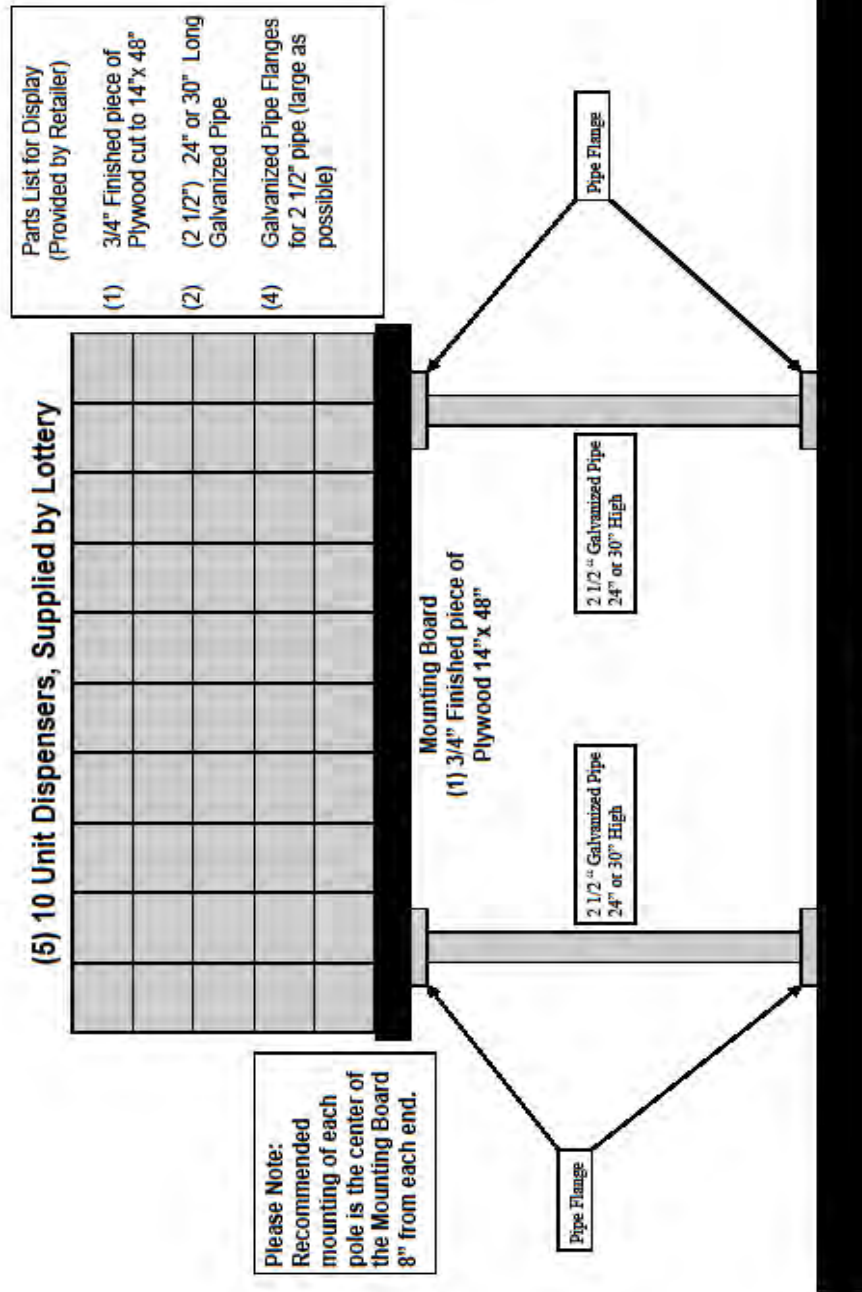 (5) 10 Unit Dispensers, Supplied by Lottery
Parts List for Display
(Provided by Retailer)
(1) 3/4" Finished piece of
Plywood cut to 14"x 48"
(2) (2 1/2") 24" or 30" Long
Galvanized Pipe
(4) Galvanized Pipe Flanges
for 2 1/2" pipe (large as
possible)
Please Note:
Recommended
mounting of each
pole is the center of
the Mounting Board
8" from each end.
Mounting Board
(1) 3/4" Finished piece of
Plywood 14"x 48"
Pipe Flange
2 1/2 " Galvanized Pipe
24" or 30" High
2 1/2 " Galvanized Pipe
24" or 30" High
Pipe Flange